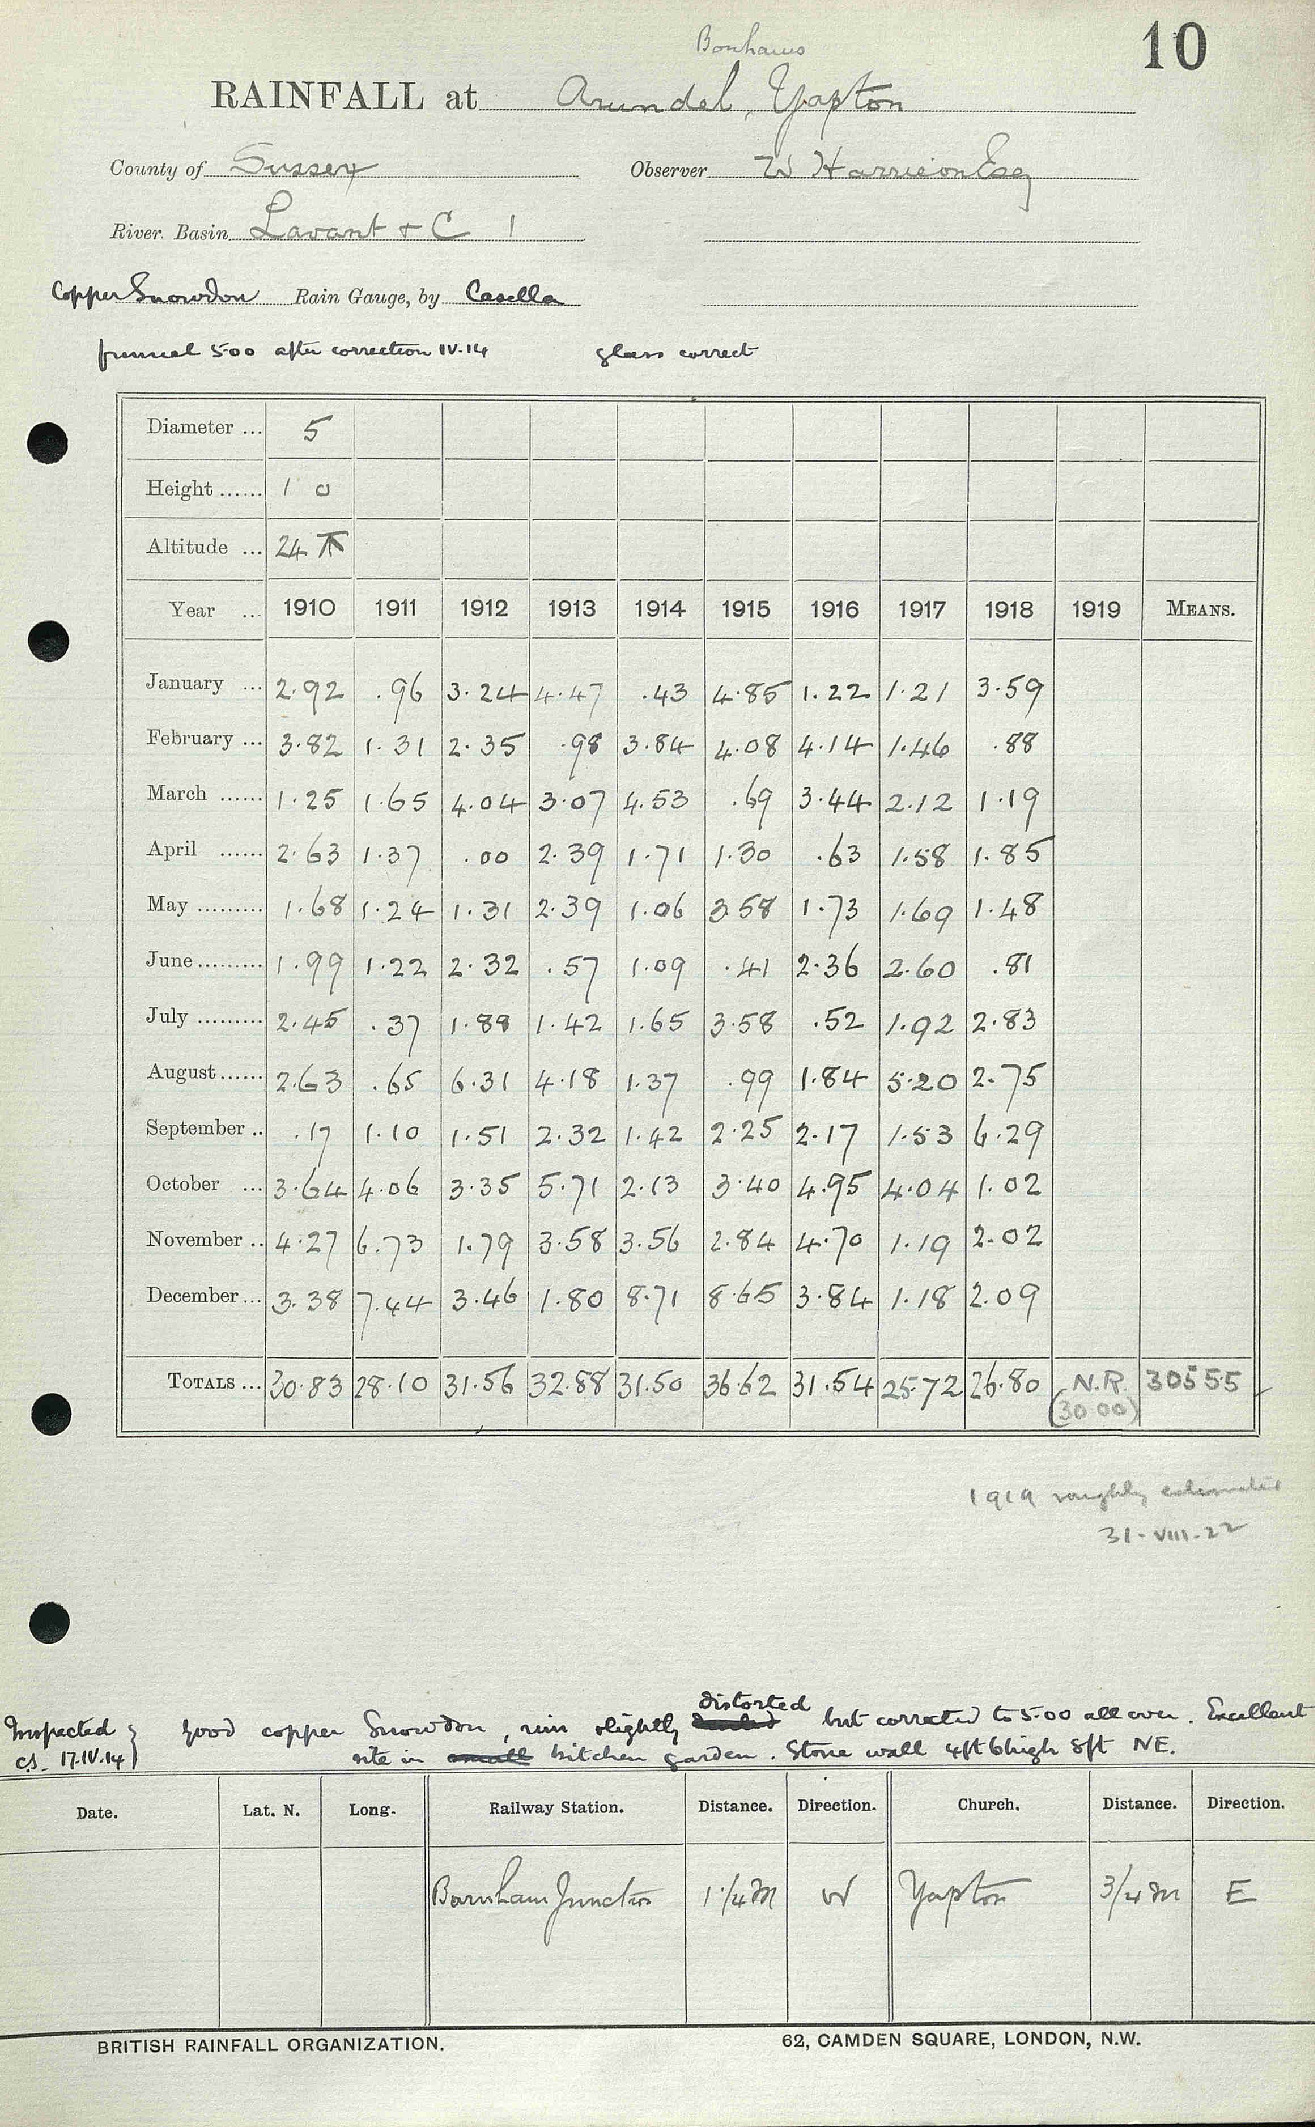 10
Bonhams
RAINFALL at Arundel, Yapton
County of Sussex Observer W Harrison Esq
River Basin Lavant + C 1
Copper Snowdon Rain Gauge, by Casella
funnel 5.00 after correction IV.14 glass correct
Diameter ... 5
Height ...... 1 0
Altitude ... 24
Year ... 1910 1911 1912 1913 1914 1915 1916 1917 1918 1919 MEANS.
January ... 2.92 .96 3.24 4.47 .43 4.85 1.22 1.21 3.59
February ... 3.82 1.31 2.35 .98 3.84 4.08 4.14 1.46 .88
March ...... 1.25 1.65 4.04 3.07 4.53 .69 3.44 2.12 1.19
April ...... 2.63 1.37 .00 2.39 1.71 1.30 .63 1.58 1.85
May ......... 1.68 1.24 1.31 2.39 1.06 3.58 1.73 1.69 1.48
June ......... 1.99 1.22 2.32 .57 1.09 .41 2.36 2.60 .81
July ......... 2.45 .37 1.88 1.42 1.65 3.58 .52 1.92 2.83
August ...... 2.63 .65 6.31 4.18 1.37 .99 1.84 5.20 2.75
September .. .17 1.10 1.51 2.32 1.42 2.25 2.17 1.53 6.29
October ... 3.64 4.06 3.35 5.71 2.13 3.40 4.95 4.04 1.02
November .. 4.27 6.73 1.79 3.58 3.56 2.84 4.70 1.19 2.02
December ... 3.38 7.44 3.46 1.80 8.71 8.65 3.84 1.18 2.09
TOTALS ... 30.83 28.10 31.56 32.88 31.50 36.62 31.54 25.72 26.80 N.R. 305.55
(30.00)
1919 roughly estimated
31-VIII-22
Inspected } good copper Snowdon, rim slightly distorted but corrected to 5.00 all over. Excellent
CS. 17.IV.14 } site in small kitchen garden. Stone wall 4ft 6 high 8ft NE.
Date. Lat. N. Long. Railway Station. Distance. Direction. Church. Distance. Direction.
Barnham Junction 1 1/4 m W Yapton 3/4 m E
BRITISH RAINFALL ORGANIZATION. 62, CAMDEN SQUARE, LONDON, N.W.